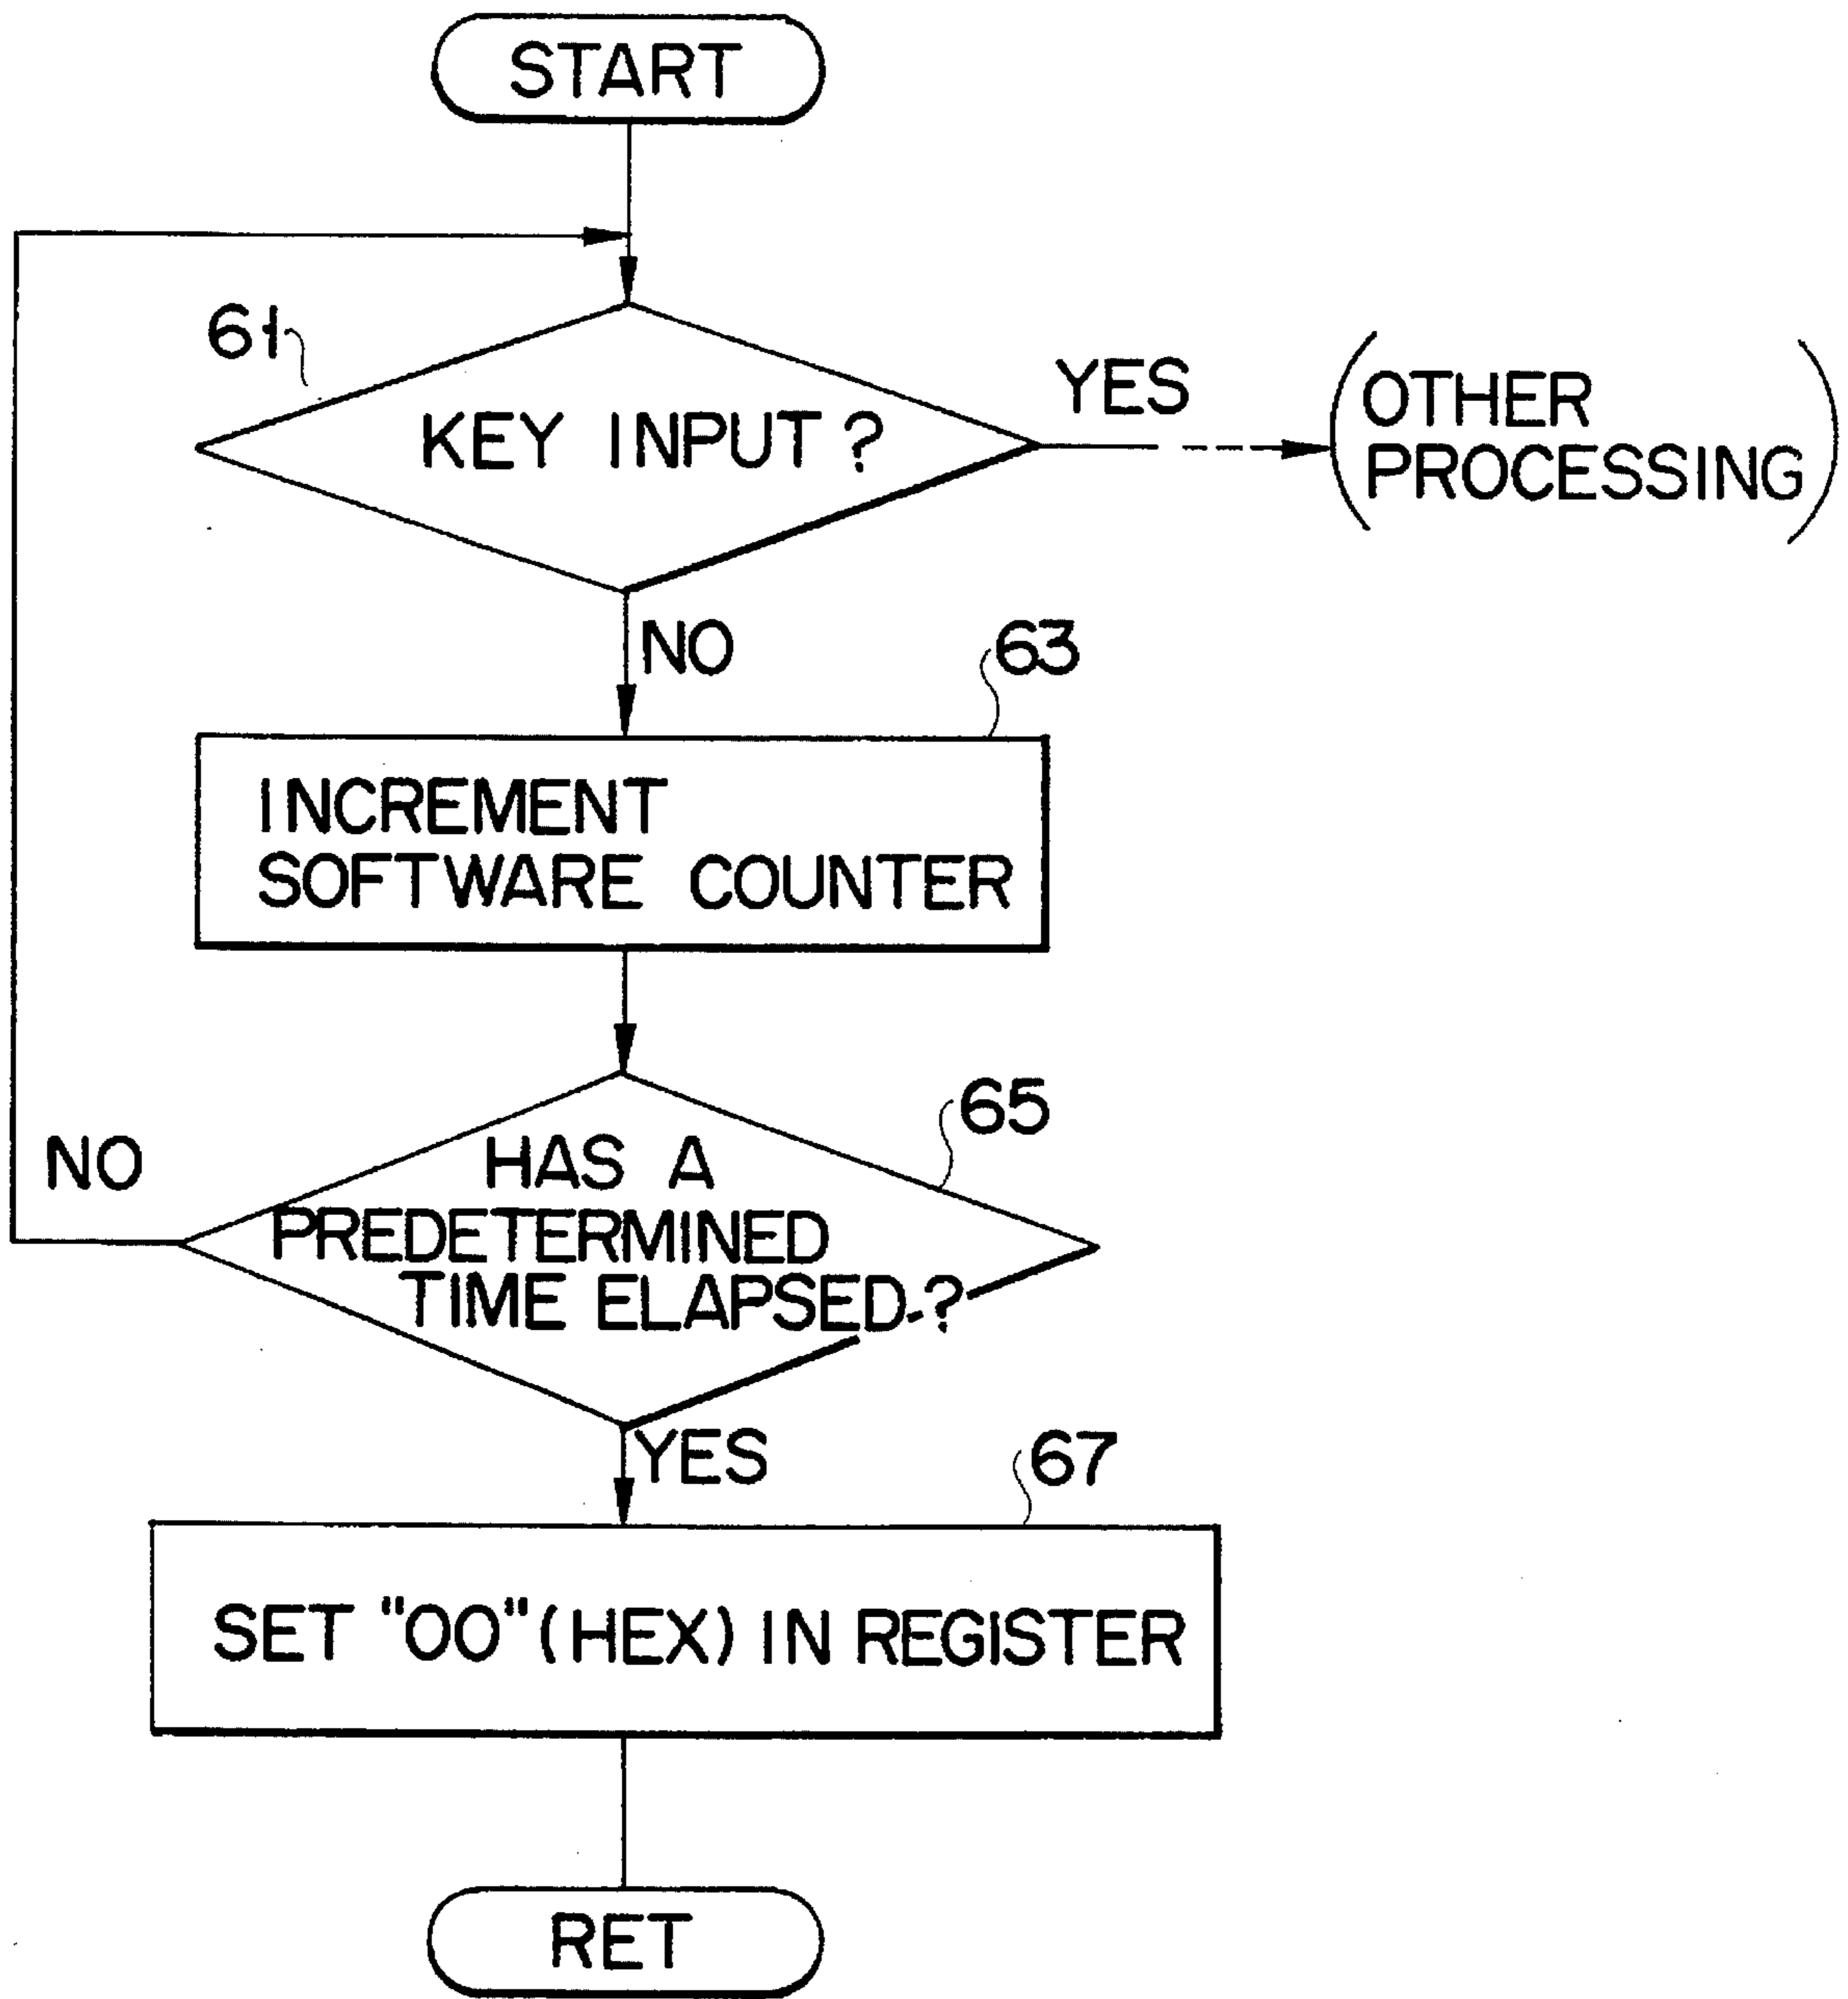 START
61
KEY INPUT?
YES
(OTHER
PROCESSING)
NO
63
INCREMENT
SOFTWARE COUNTER
65
NO
HAS A
PREDETERMINED
TIME ELAPSED?
YES
67
SET "00" (HEX) IN REGISTER
RET